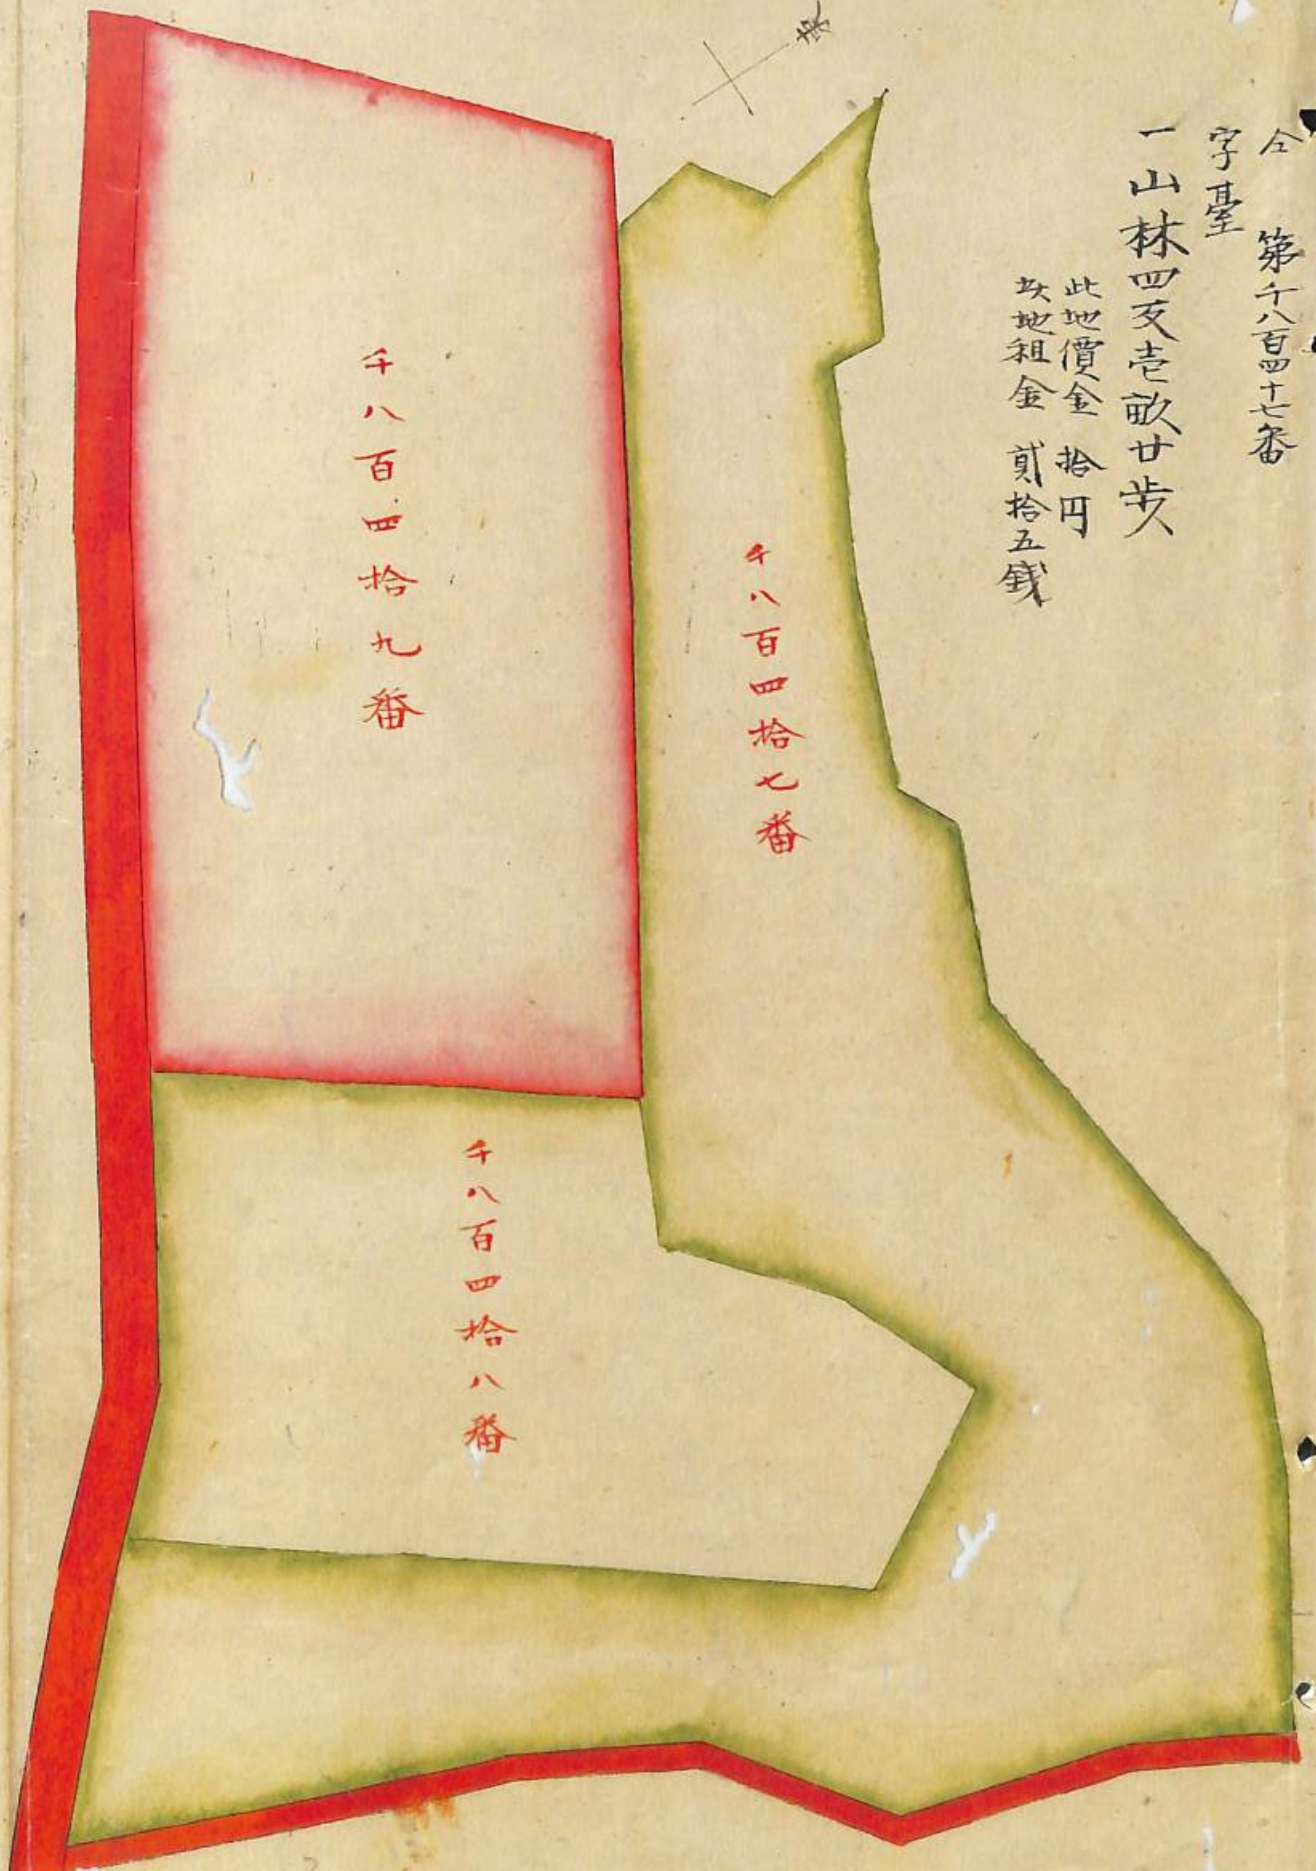 仝 第千八百四十七番
字臺
一山林四反壱畝廿歩
此地價金 拾円
此地租金 貳拾五銭
東
千八百四拾七番
千八百四拾九番
千八百四拾八番